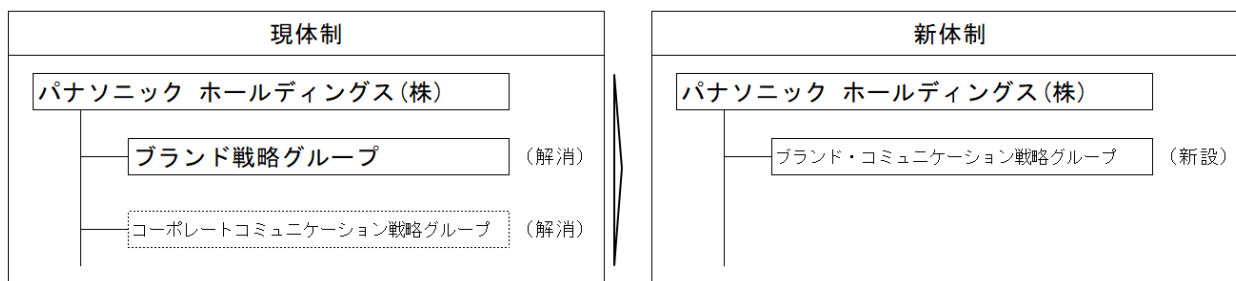 現体制
パナソニック ホールディングス(株)
ブランド戦略グループ (解消)
コーポレートコミュニケーション戦略グループ (解消)
新体制
パナソニック ホールディングス(株)
ブランド・コミュニケーション戦略グループ (新設)